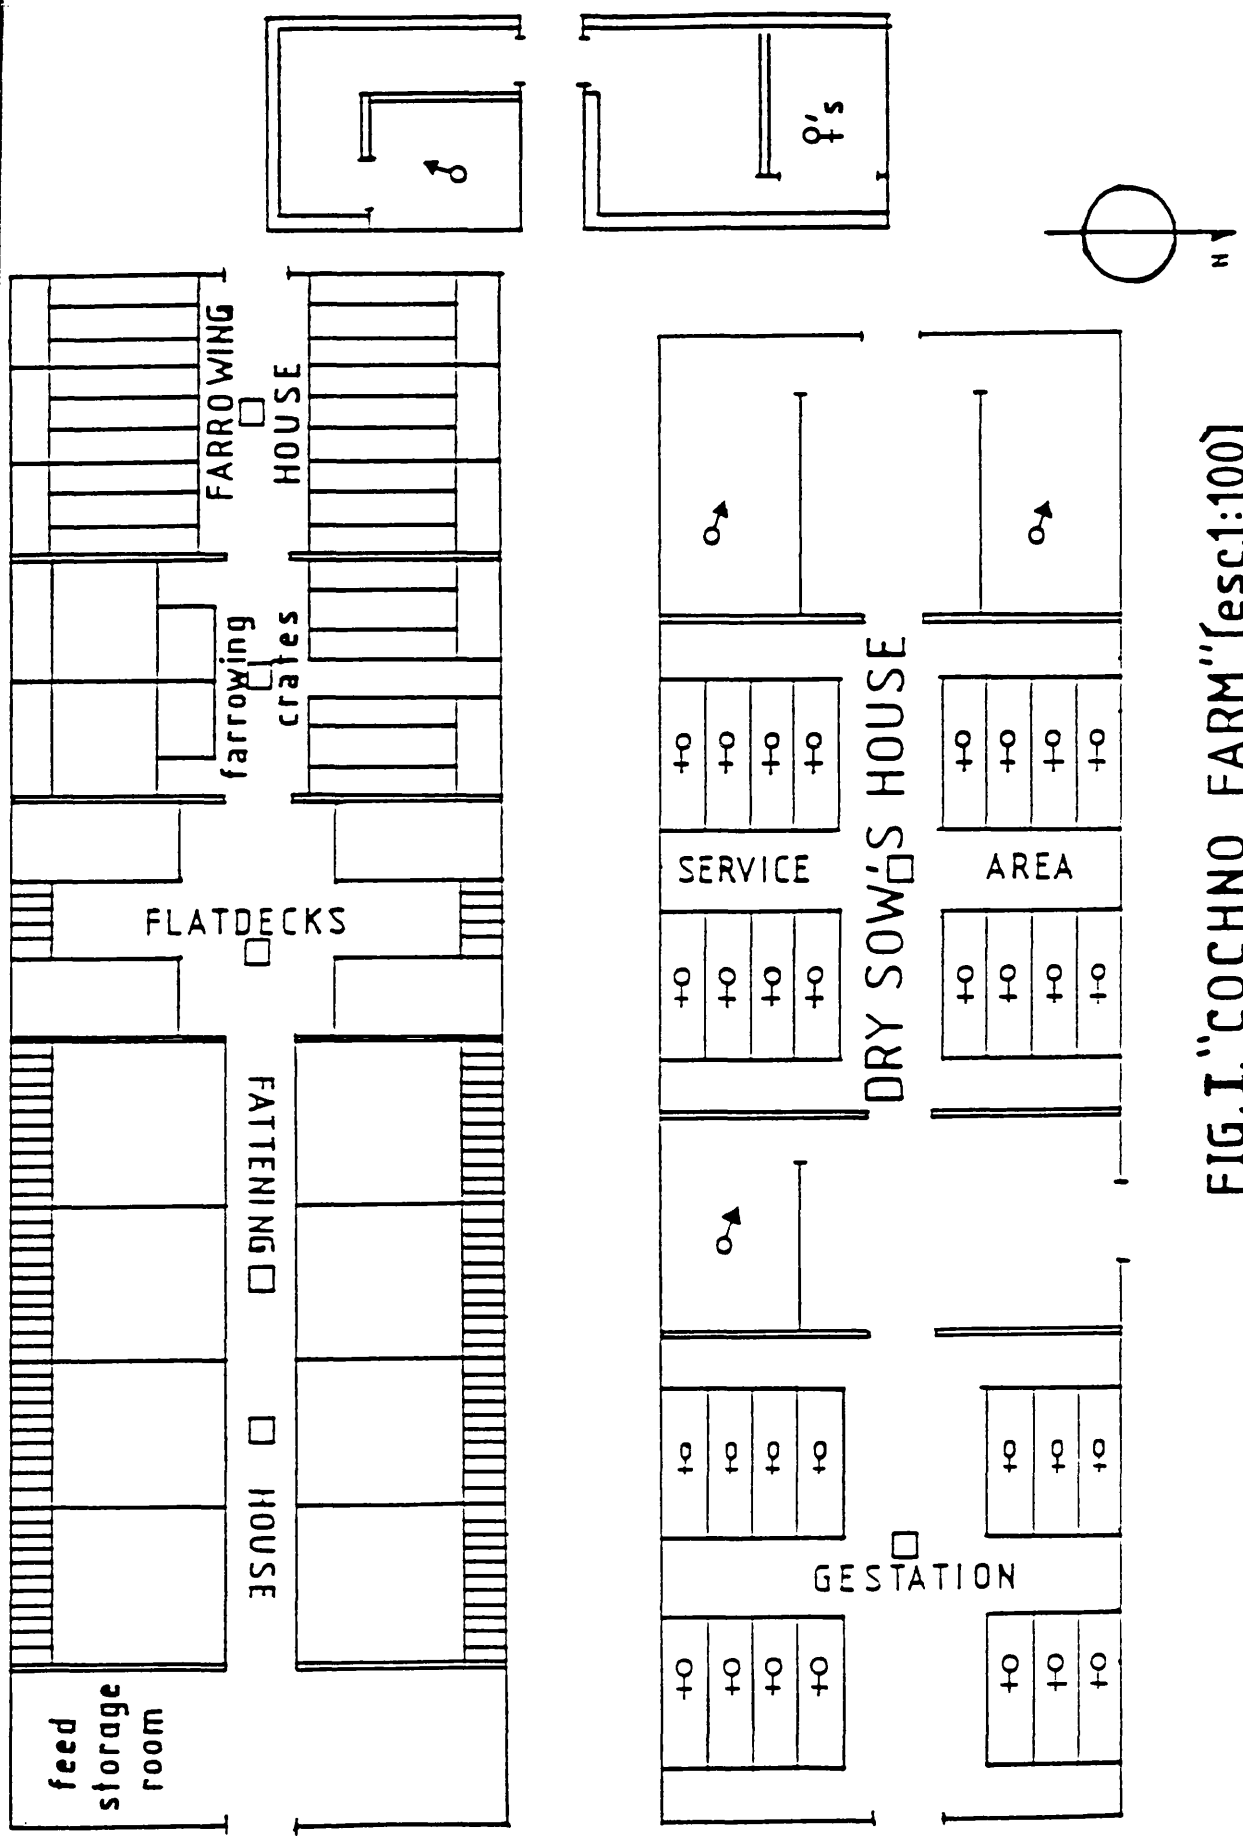 ♀'s
FARROWING
HOUSE
farrowing
crates
FLATDECKS
FATTENING
HOUSE
feed
storage
room
DRY SOW'S HOUSE
SERVICE
AREA
GESTATION
N
FIG.I."COCHNO FARM"(esc1:100)